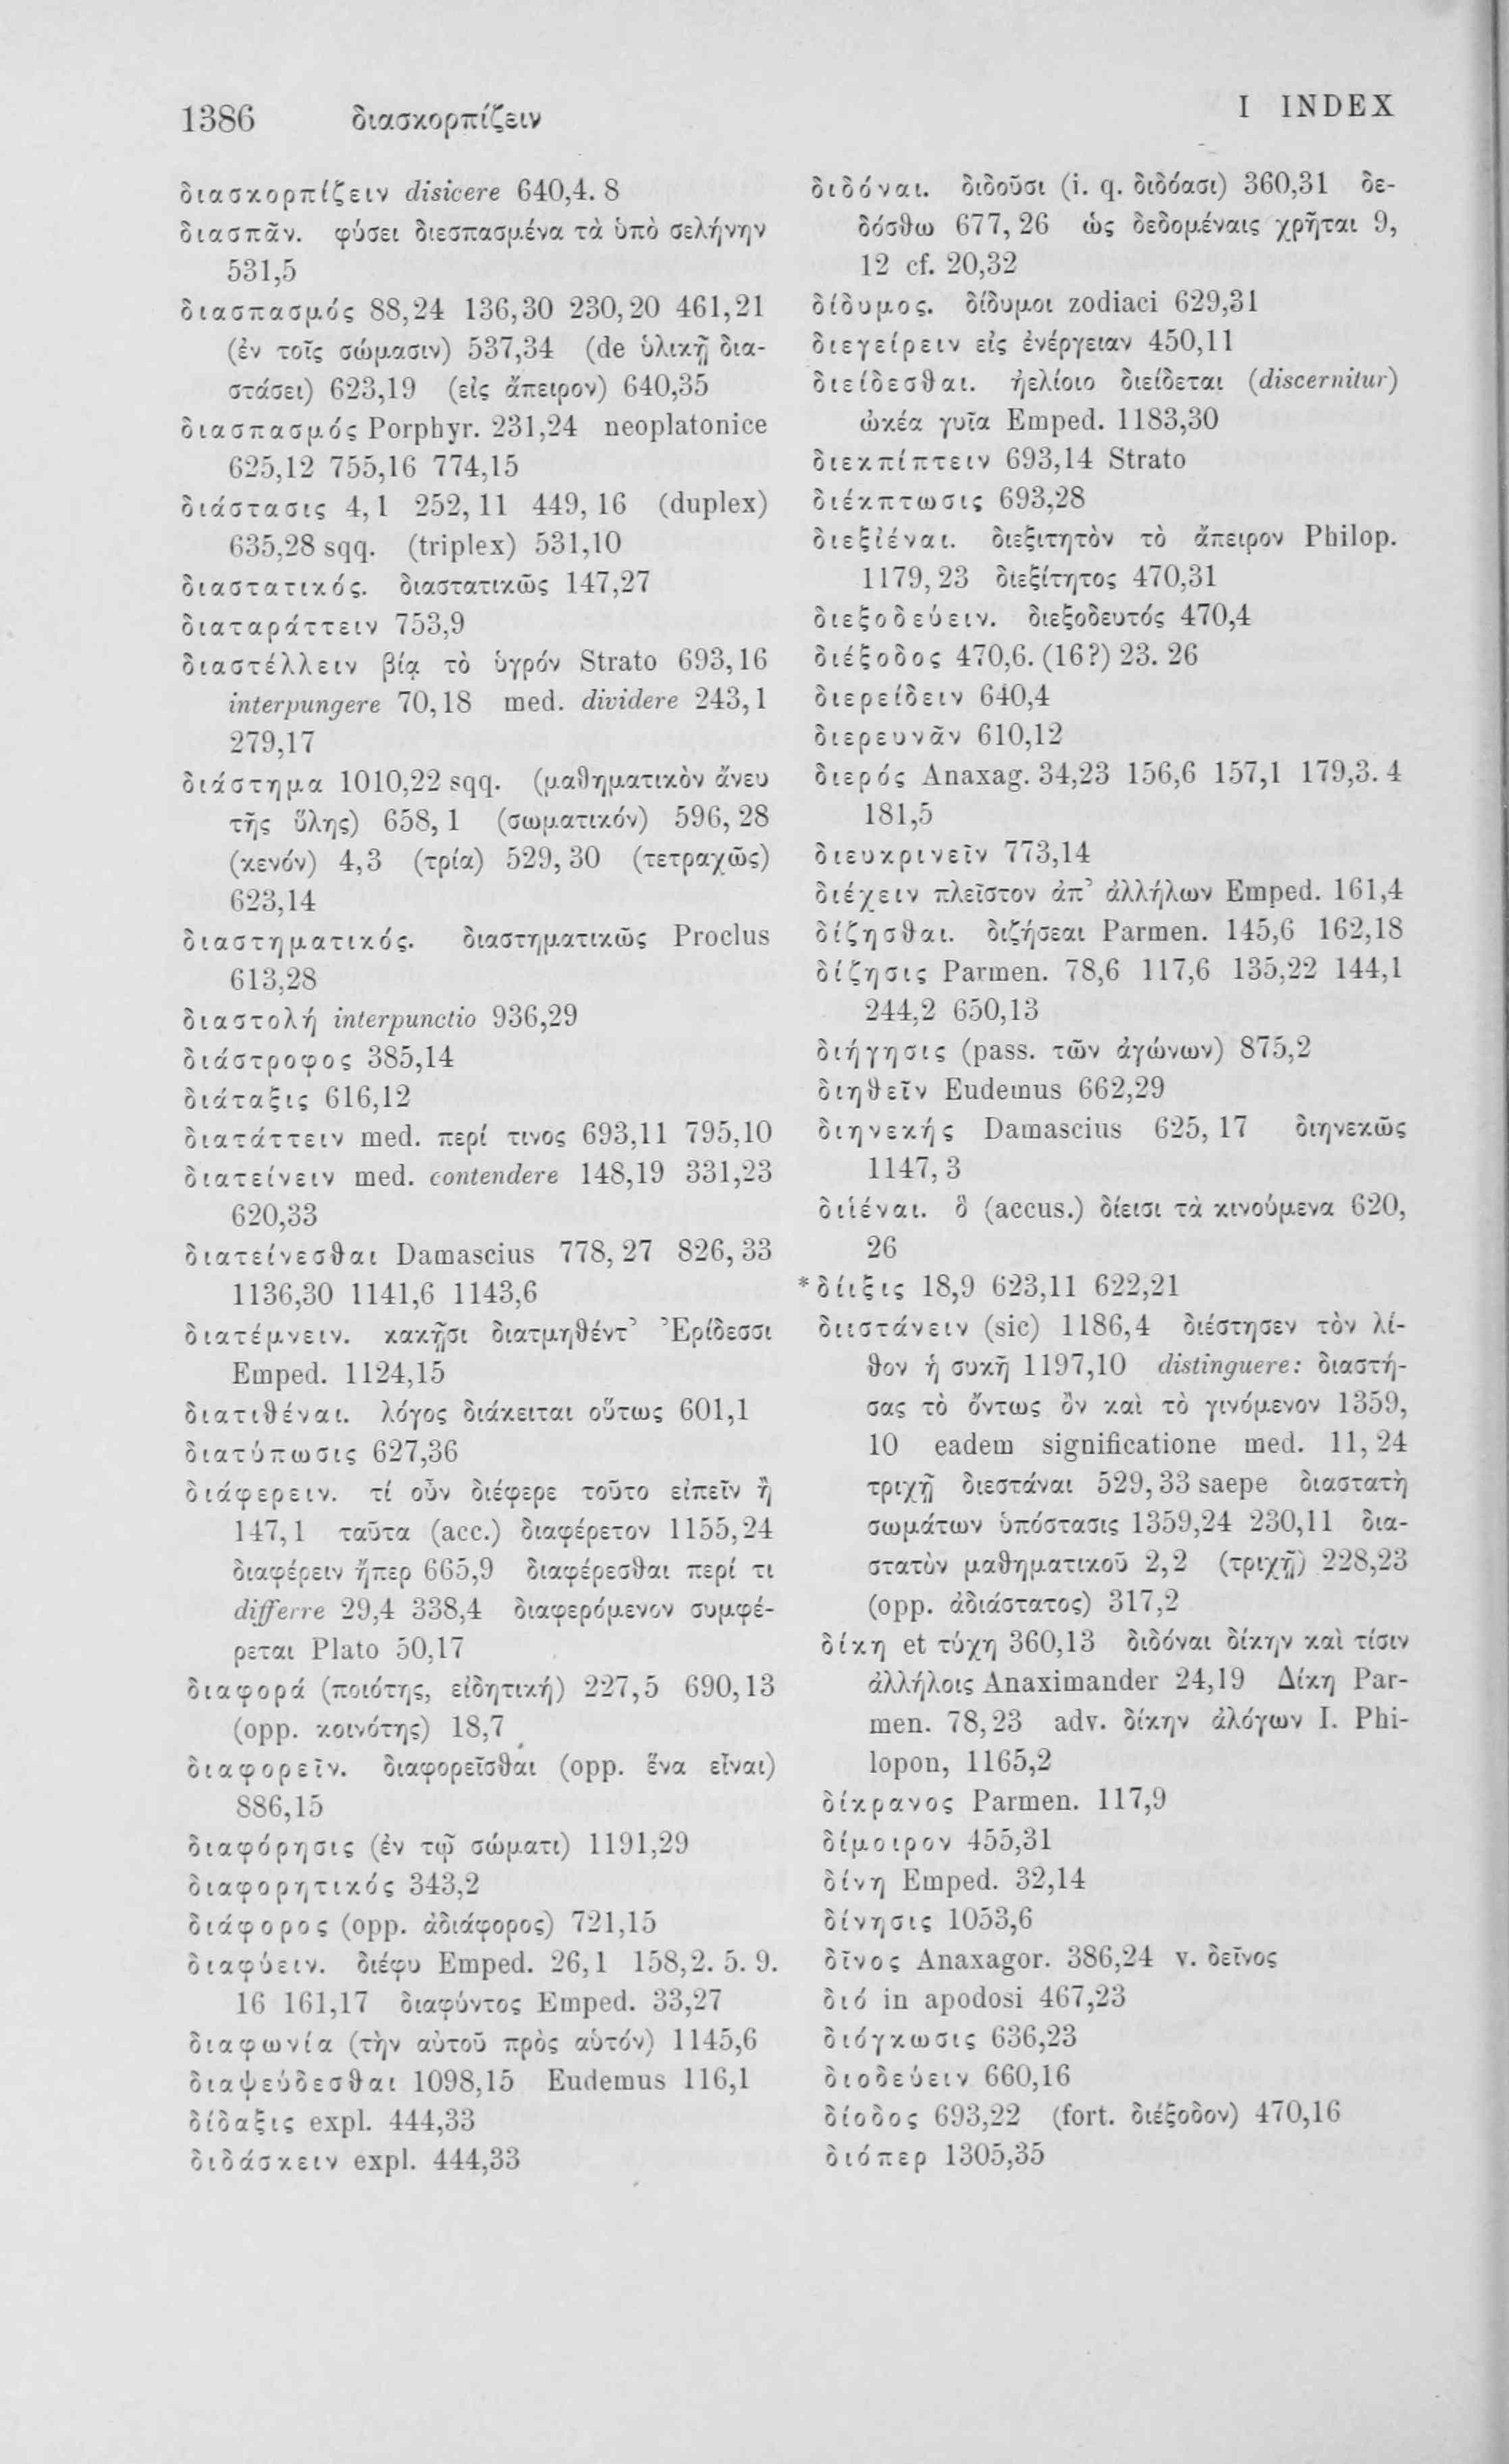 1386 διασκορπίζειν
I INDEX
διασκορπίζειν disicere 640,4. 8
διασπᾶν. φύσει διεσπασμένα τὰ ὑπὸ σελήνην
531,5
διασπασμός 88,24 136,30 230,20 461,21
(ἐν τοῖς σώμασιν) 537,34 (de ὑλικῇ δια-
στάσει) 623,19 (εἰς ἄπειρον) 640,35
διασπασμός Porphyr. 231,24 neoplatonice
625,12 755,16 774,15
διάστασις 4,1 252,11 449,16 (duplex)
635,28 sqq. (triplex) 531,10
διαστατικός. διαστατικῶς 147,27
διαταράττειν 753,9
διαστέλλειν βίᾳ τὸ ὑγρόν Strato 693,16
interpungere 70,18 med. dividere 243,1
279,17
διάστημα 1010,22 sqq. (μαθηματικὸν ἄνευ
τῆς ὕλης) 658,1 (σωματικόν) 596,28
(κενόν) 4,3 (τρία) 529,30 (τετραχῶς)
623,14
διαστηματικός. διαστηματικῶς Proclus
613,28
διαστολή interpunctio 936,29
διάστροφος 385,14
διάταξις 616,12
διατάττειν med. περί τινος 693,11 795,10
διατείνειν med. contendere 148,19 331,23
620,33
διατείνεσθαι Damascius 778,27 826,33
1136,30 1141,6 1143,6
διατέμνειν. κακῇσι διατμηθέντ’ Ἐρίδεσσι
Emped. 1124,15
διατιθέναι. λόγος διάκειται οὕτως 601,1
διατύπωσις 627,36
διάφερειν. τί οὖν διέφερε τοῦτο εἰπεῖν ἢ
147,1 ταῦτα (acc.) διαφέρετον 1155,24
διαφέρειν ἤπερ 665,9 διαφέρεσθαι περί τι
differre 29,4 338,4 διαφερόμενον συμφέ-
ρεται Plato 50,17
διαφορά (ποιότης, εἰδητική) 227,5 690,13
(opp. κοινότης) 18,7
διαφορεῖν. διαφορεῖσθαι (opp. ἕνα εἶναι)
886,15
διαφόρησις (ἐν τῷ σώματι) 1191,29
διαφορητικός 343,2
διάφορος (opp. ἀδιάφορος) 721,15
διαφύειν. διέφυ Emped. 26,1 158,2. 5. 9.
16 161,17 διαφύντος Emped. 33,27
διαφωνία (τὴν αὐτοῦ πρὸς αὑτόν) 1145,6
διαψεύδεσθαι 1098,15 Eudemus 116,1
δίδαξις expl. 444,33
διδάσκειν expl. 444,33
διδόναι. διδοῦσι (i. q. διδόασι) 360,31 δε-
δόσθω 677,26 ὡς δεδομέναις χρῆται 9,
12 cf. 20,32
δίδυμος. δίδυμοι zodiaci 629,31
διεγείρειν εἰς ἐνέργειαν 450,11
διείδεσθαι. ἠελίοιο διείδεται (discernitur)
ὠκέα γυῖα Emped. 1183,30
διεκπίπτειν 693,14 Strato
διέκπτωσις 693,28
διεξιέναι. διεξιτητὸν τὸ ἄπειρον Philop.
1179,23 διεξίτητος 470,31
διεξοδεύειν. διεξοδευτός 470,4
διέξοδος 470,6. (16?) 23. 26
διερείδειν 640,4
διερευνᾶν 610,12
διερός Anaxag. 34,23 156,6 157,1 179,3. 4
181,5
διευκρινεῖν 773,14
διέχειν πλεῖστον ἀπ’ ἀλλήλων Emped. 161,4
δίζησθαι. διζήσεαι Parmen. 145,6 162,18
δίζησις Parmen. 78,6 117,6 135,22 144,1
244,2 650,13
διήγησις (pass. τῶν ἀγώνων) 875,2
διηθεῖν Eudemus 662,29
διηνεκής Damascius 625,17 διηνεκῶς
1147,3
διιέναι. ὃ (accus.) δίεισι τὰ κινούμενα 620,
26
*δίιξις 18,9 623,11 622,21
διιστάνειν (sic) 1186,4 διέστησεν τὸν λί-
θον ἡ συκῆ 1197,10 distinguere: διαστή-
σας τὸ ὄντως ὂν καὶ τὸ γινόμενον 1359,
10 eadem significatione med. 11,24
τριχῇ διεστάναι 529,33 saepe διαστατὴ
σωμάτων ὑπόστασις 1359,24 230,11 δια-
στατὸν μαθηματικοῦ 2,2 (τριχῇ) 228,23
(opp. ἀδιάστατος) 317,2
δίκη et τύχη 360,13 διδόναι δίκην καὶ τίσιν
ἀλλήλοις Anaximander 24,19 Δίκη Par-
men. 78,23 adv. δίκην ἀλόγων I. Phi-
lopon, 1165,2
δίκρανος Parmen. 117,9
δίμοιρον 455,31
δίνη Emped. 32,14
δίνησις 1053,6
δῖνος Anaxagor. 386,24 v. δεῖνος
διό in apodosi 467,23
διόγκωσις 636,23
διοδεύειν 660,16
δίοδος 693,22 (fort. διέξοδον) 470,16
διόπερ 1305,35